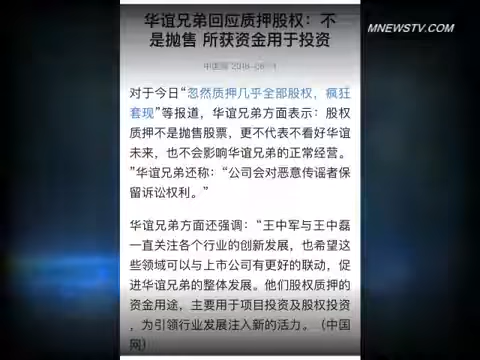 MNEWSTV.COM
华谊兄弟回应质押股权：不
是抛售 所获资金用于投资
对于今日“忽然质押几乎全部股权，疯狂
套现”等报道，华谊兄弟方面表示：股权
质押不是抛售股票，更不代表不看好华谊
未来，也不会影响华谊兄弟的正常经营。
”华谊兄弟还称：“公司会对恶意传谣者保
留诉讼权利。”
华谊兄弟方面还强调：“王中军与王中磊
一直关注各个行业的创新发展，也希望这
些领域可以与上市公司有更好的联动，促
进华谊兄弟的整体发展。他们股权质押的
资金用途，主要用于项目投资及股权投资
，为引领行业发展注入新的活力。（中国
网）